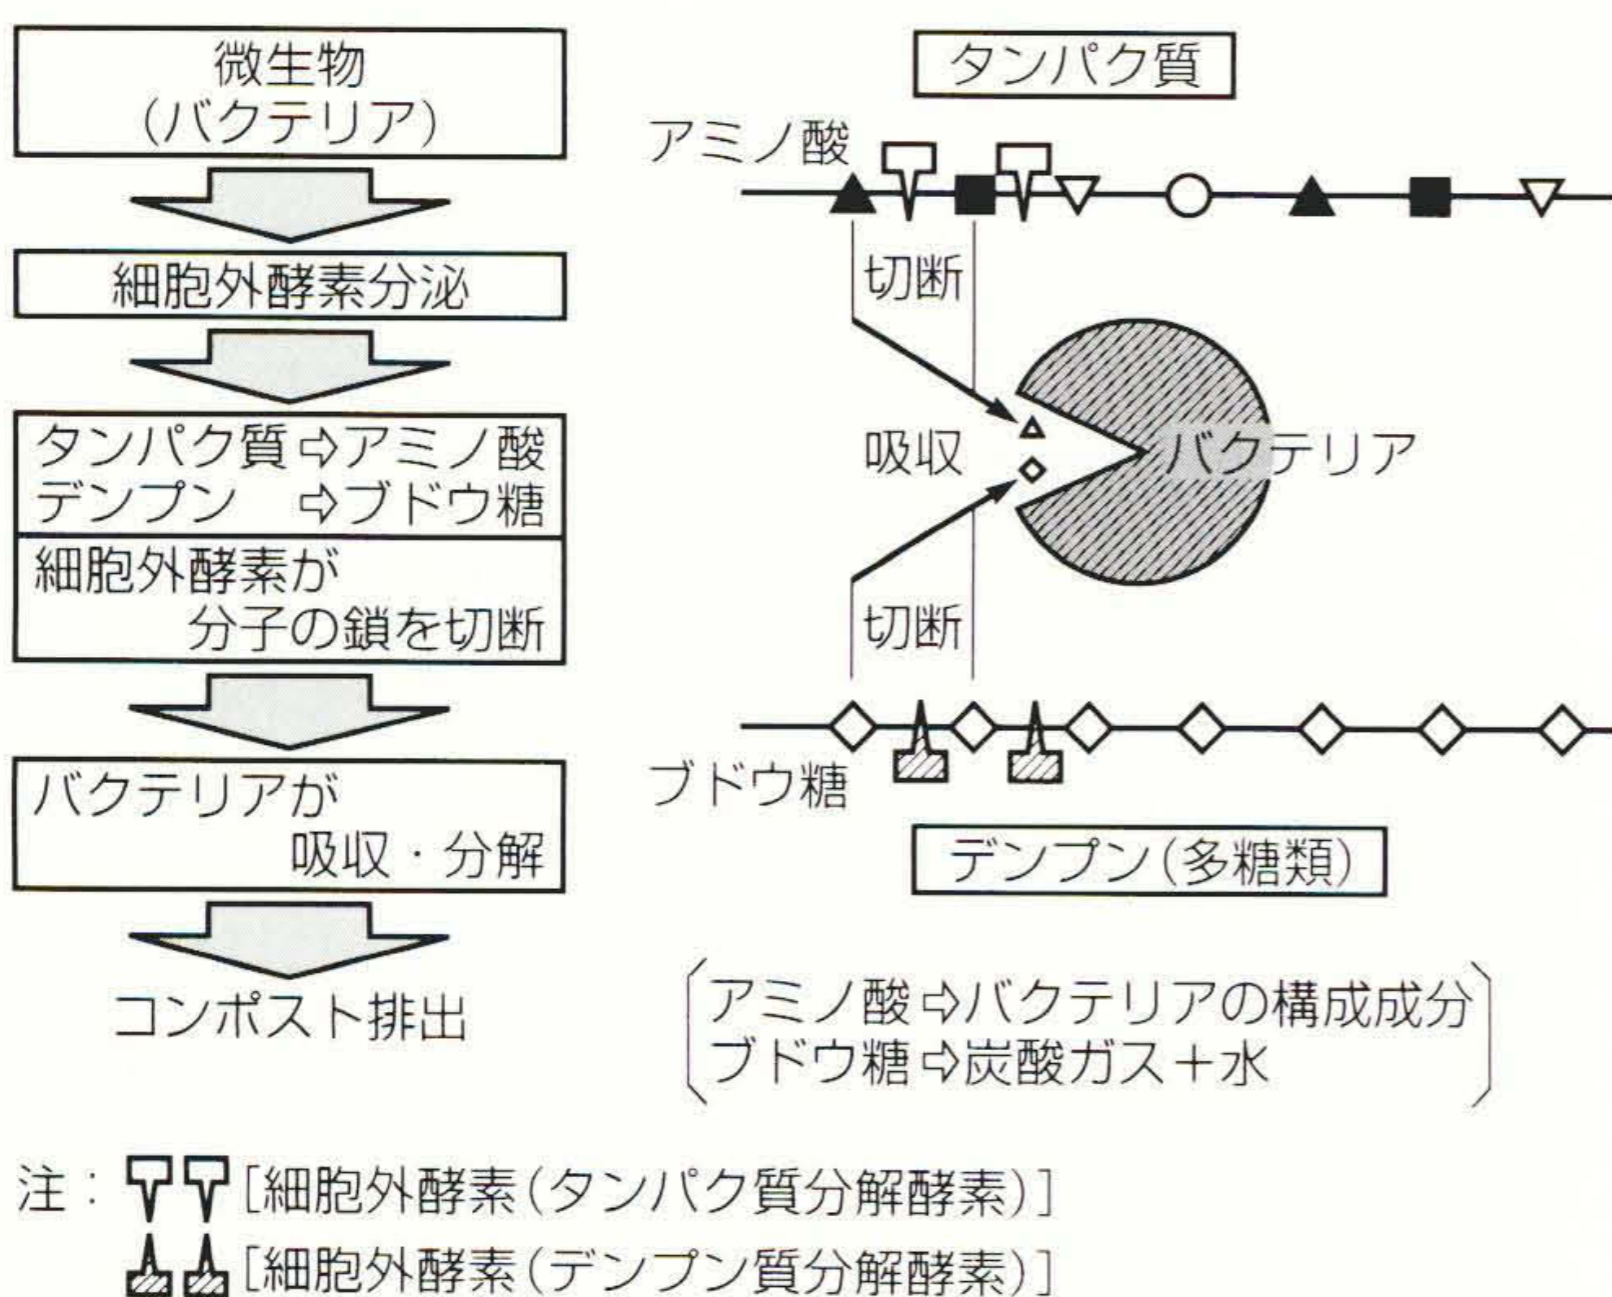 微生物
(バクテリア)
細胞外酵素分泌
タンパク質⇨アミノ酸
デンプン ⇨ブドウ糖
細胞外酵素が
分子の鎖を切断
バクテリアが
吸収・分解
コンポスト排出
タンパク質
アミノ酸
切断
吸収
バクテリア
切断
ブドウ糖
デンプン(多糖類)
アミノ酸⇨バクテリアの構成成分
ブドウ糖⇨炭酸ガス+水
注:[細胞外酵素(タンパク質分解酵素)]
[細胞外酵素(デンプン質分解酵素)]